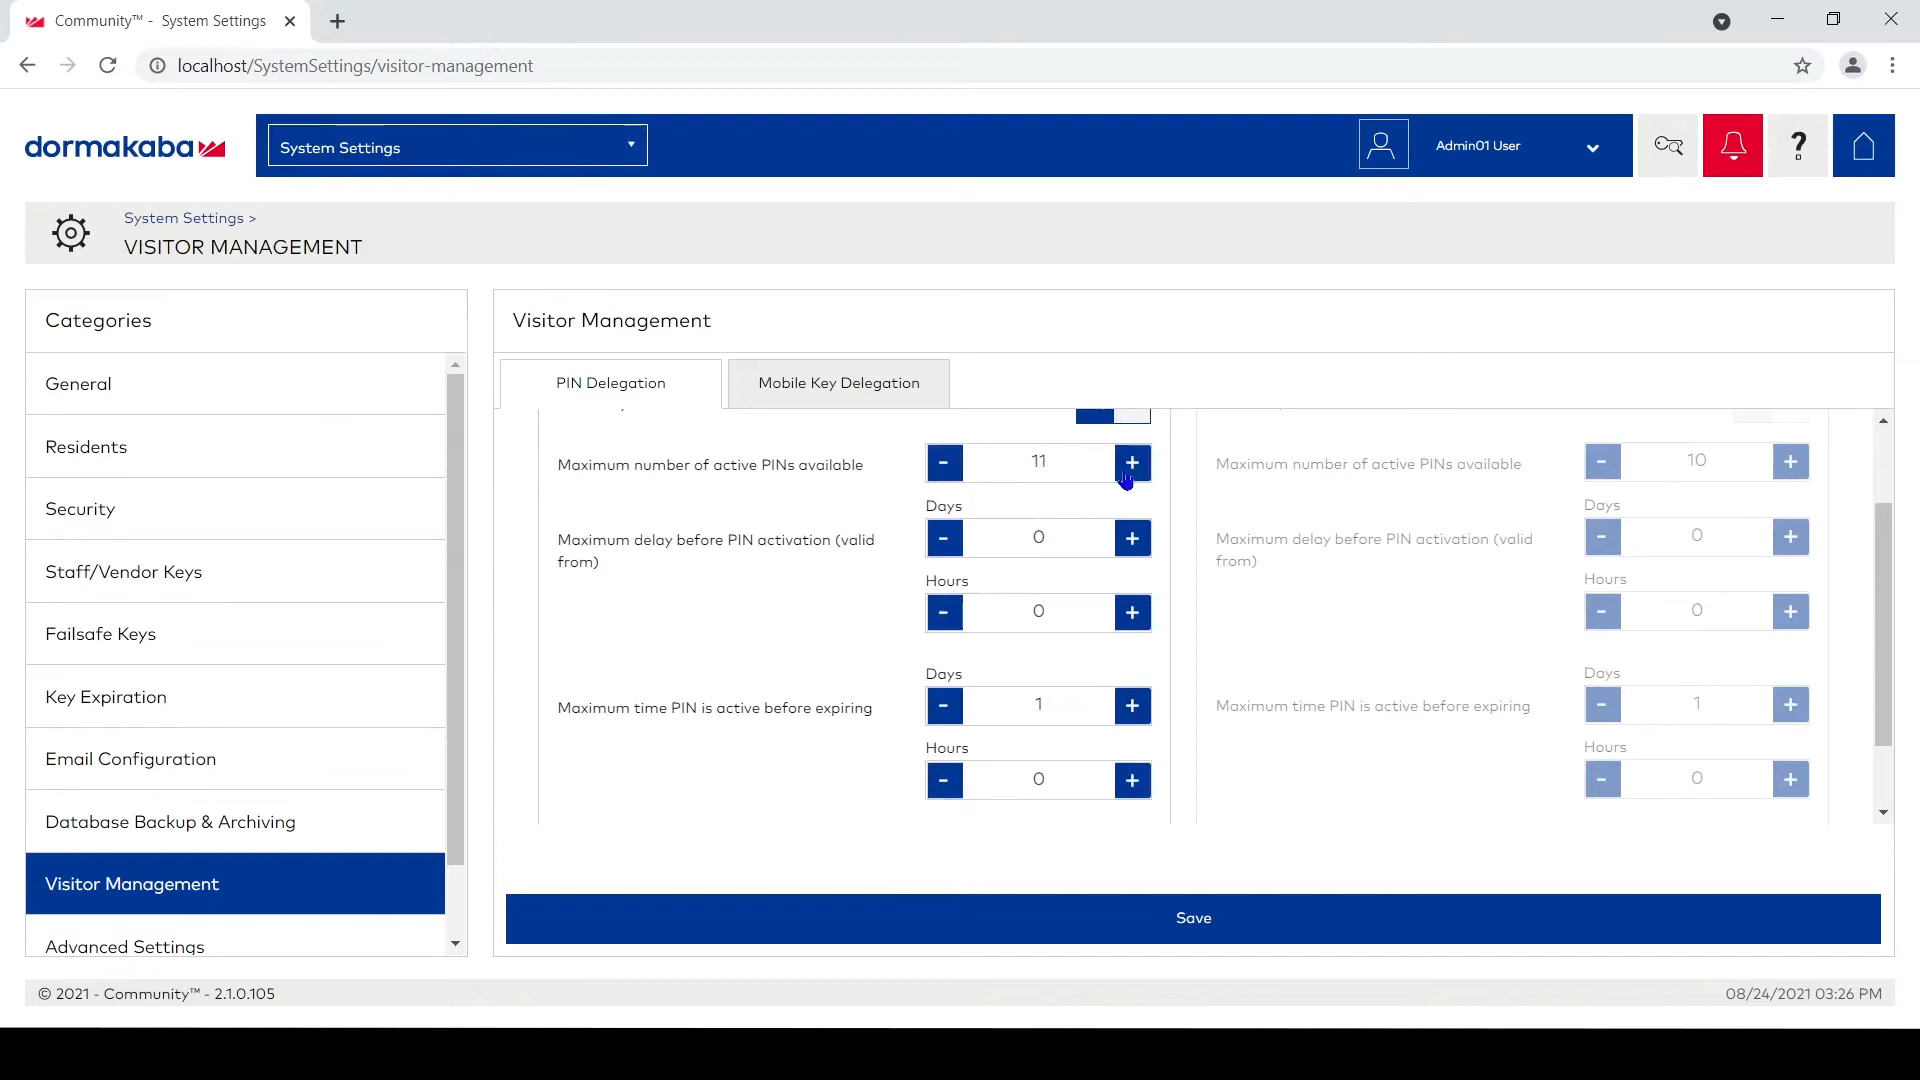 Community™ - System Settings
localhost/SystemSettings/visitor-management
dormakaba
System Settings
Admin01 User
?
System Settings >
VISITOR MANAGEMENT
Categories
General
Residents
Security
Staff/Vendor Keys
Failsafe Keys
Key Expiration
Email Configuration
Database Backup & Archiving
Visitor Management
Advanced Settings
Visitor Management
PIN Delegation
Mobile Key Delegation
Maximum number of active PINs available
- 11 +
Days
Maximum delay before PIN activation (valid
from)
- 0 +
Hours
- 0 +
Days
Maximum time PIN is active before expiring
- 1 +
Hours
- 0 +
Maximum number of active PINs available
- 10 +
Days
Maximum delay before PIN activation (valid
from)
- 0 +
Hours
- 0 +
Days
Maximum time PIN is active before expiring
- 1 +
Hours
- 0 +
Save
© 2021 - Community™ - 2.1.0.105
08/24/2021 03:26 PM